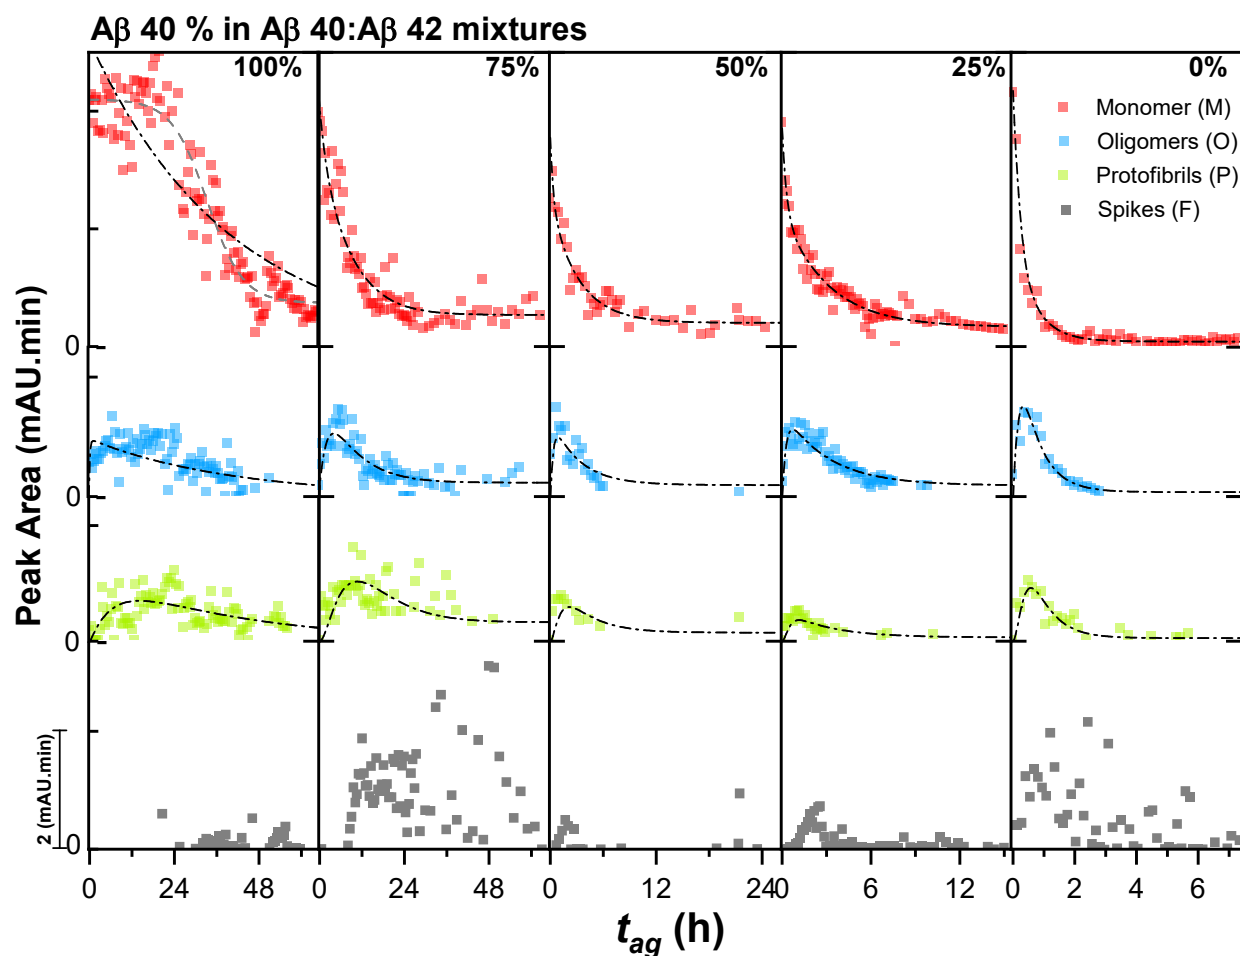 Aβ 40 % in Aβ 40:Aβ 42 mixtures
100% 75% 50% 25% 0%
Monomer (M)
Oligomers (O)
Protofibrils (P)
Spikes (F)
Peak Area (mAU.min)
0
0
0
2 (mAU.min)
0
0 24 48 0 24 48 0 12 24 0 6 12 0 2 4 6
t_ag (h)